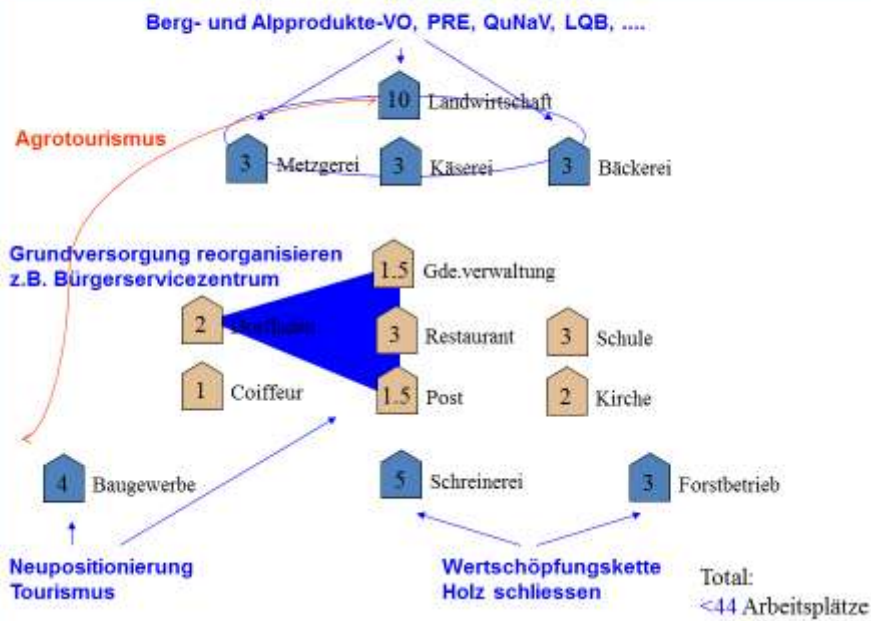 Berg- und Alpprodukte-VO, PRE, QuNaV, LQB, ....
10 Landwirtschaft
Agrotourismus
3 Metzgerei
3 Käserei
3 Bäckerei
Grundversorgung reorganisieren
z.B. Bürgerservicezentrum
1.5 Gde.verwaltung
2
3 Restaurant
3 Schule
1 Coiffeur
1.5 Post
2 Kirche
4 Baugewerbe
5 Schreinerei
3 Forstbetrieb
Neupositionierung
Tourismus
Wertschöpfungskette
Holz schliessen
Total:
<44 Arbeitsplätze